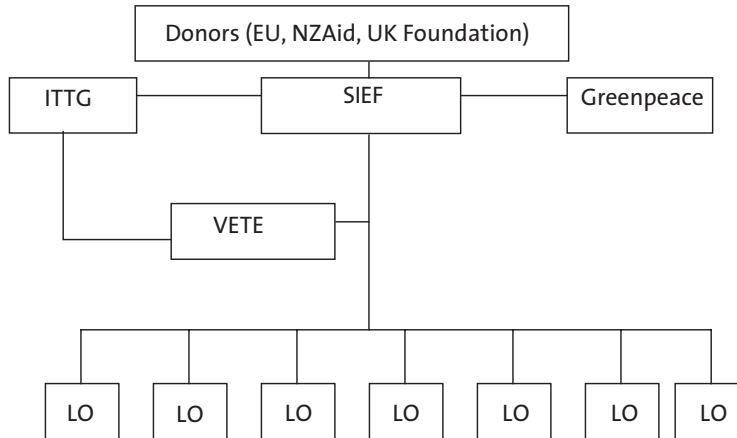 Donors (EU, NZAid, UK Foundation)
ITTG
SIEF
Greenpeace
VETE
LO
LO
LO
LO
LO
LO
LO